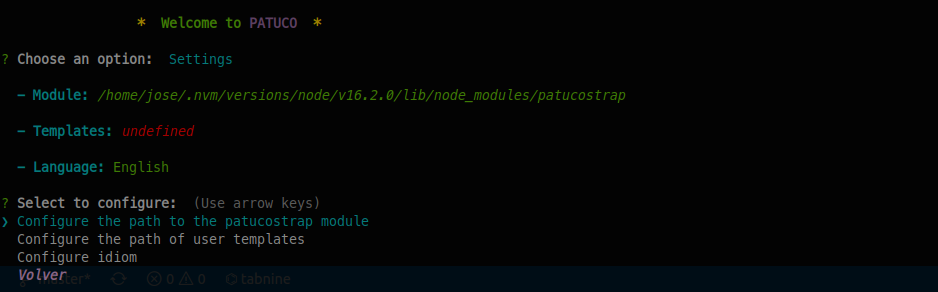 * Welcome to PATUCO *
? Choose an option: Settings
– Module: /home/jose/.nvm/versions/node/v16.2.0/lib/node_modules/patucostrap
– Templates: undefined
– Language: English
? Select to configure: (Use arrow keys)
❯ Configure the path to the patucostrap module
Configure the path of user templates
Configure idiom
Volver
master* 0 0 tabnine